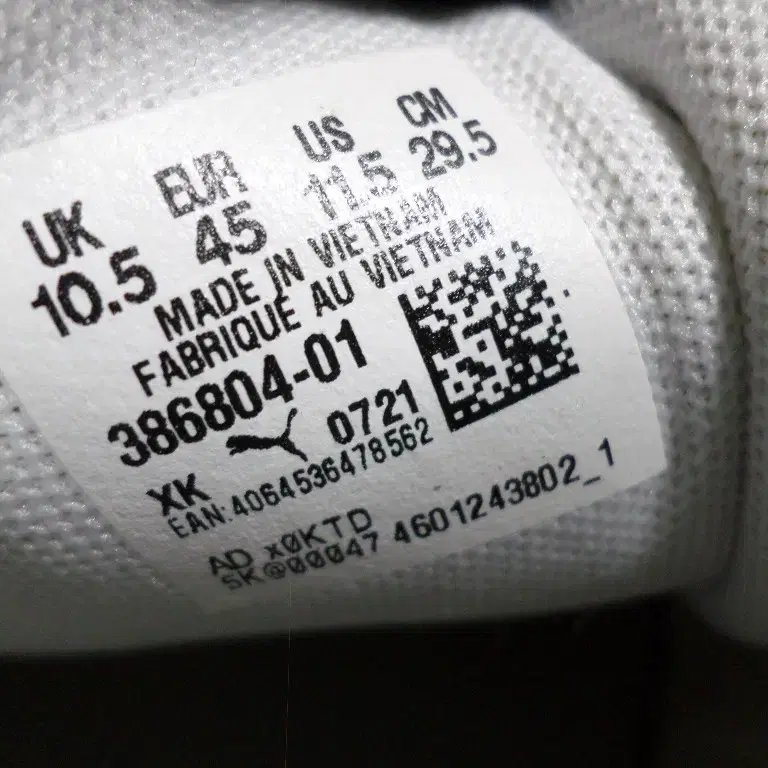 UK EUR US CM
10.5 45 11.5 29.5
MADE IN VIETNAM
FABRIQUÉ AU VIETNAM
386804-01
XK 0721
EAN:4064536478562
AD x0KTD
SK@00047 4601243802_1